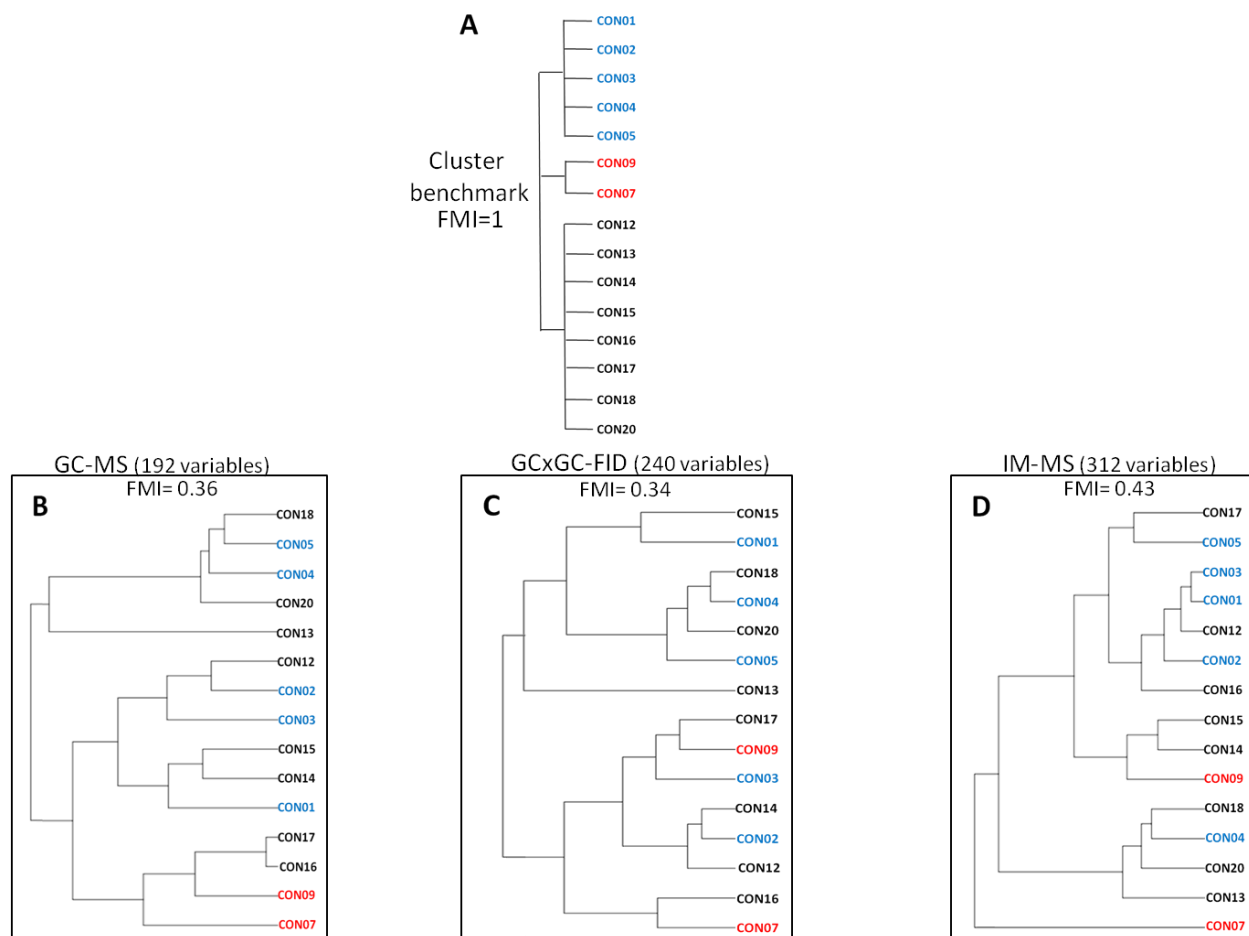 A
CON01
CON02
CON03
CON04
CON05
CON09
CON07
CON12
CON13
CON14
CON15
CON16
CON17
CON18
CON20
Cluster
benchmark
FMI=1
GC-MS (192 variables)
FMI= 0.36
B
CON18
CON05
CON04
CON20
CON13
CON12
CON02
CON03
CON15
CON14
CON01
CON17
CON16
CON09
CON07
GCxGC-FID (240 variables)
FMI= 0.34
C
CON15
CON01
CON18
CON04
CON20
CON05
CON13
CON17
CON09
CON03
CON14
CON02
CON12
CON16
CON07
IM-MS (312 variables)
FMI= 0.43
D
CON17
CON05
CON03
CON01
CON12
CON02
CON16
CON15
CON14
CON09
CON18
CON04
CON20
CON13
CON07